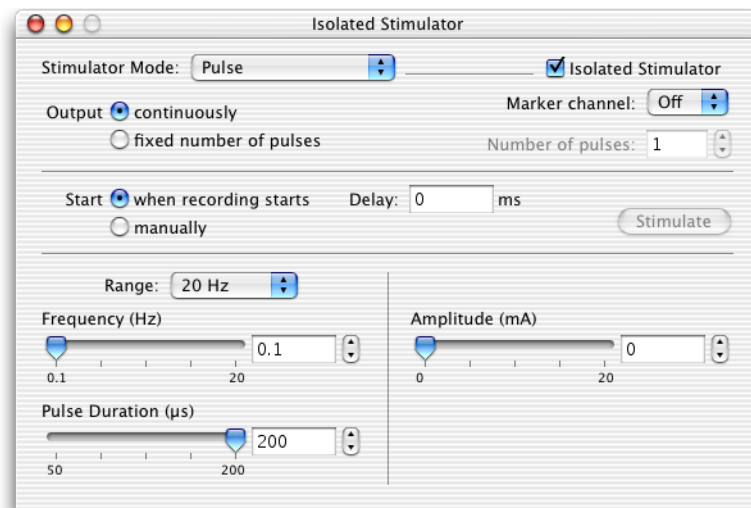 Isolated Stimulator
Stimulator Mode: Pulse
Isolated Stimulator
Output continuously
Marker channel: Off
fixed number of pulses
Number of pulses: 1
Start when recording starts Delay: 0 ms
manually
Stimulate
Range: 20 Hz
Frequency (Hz)
0.1
0.1 20
Amplitude (mA)
0
0 20
Pulse Duration (µs)
200
50 200